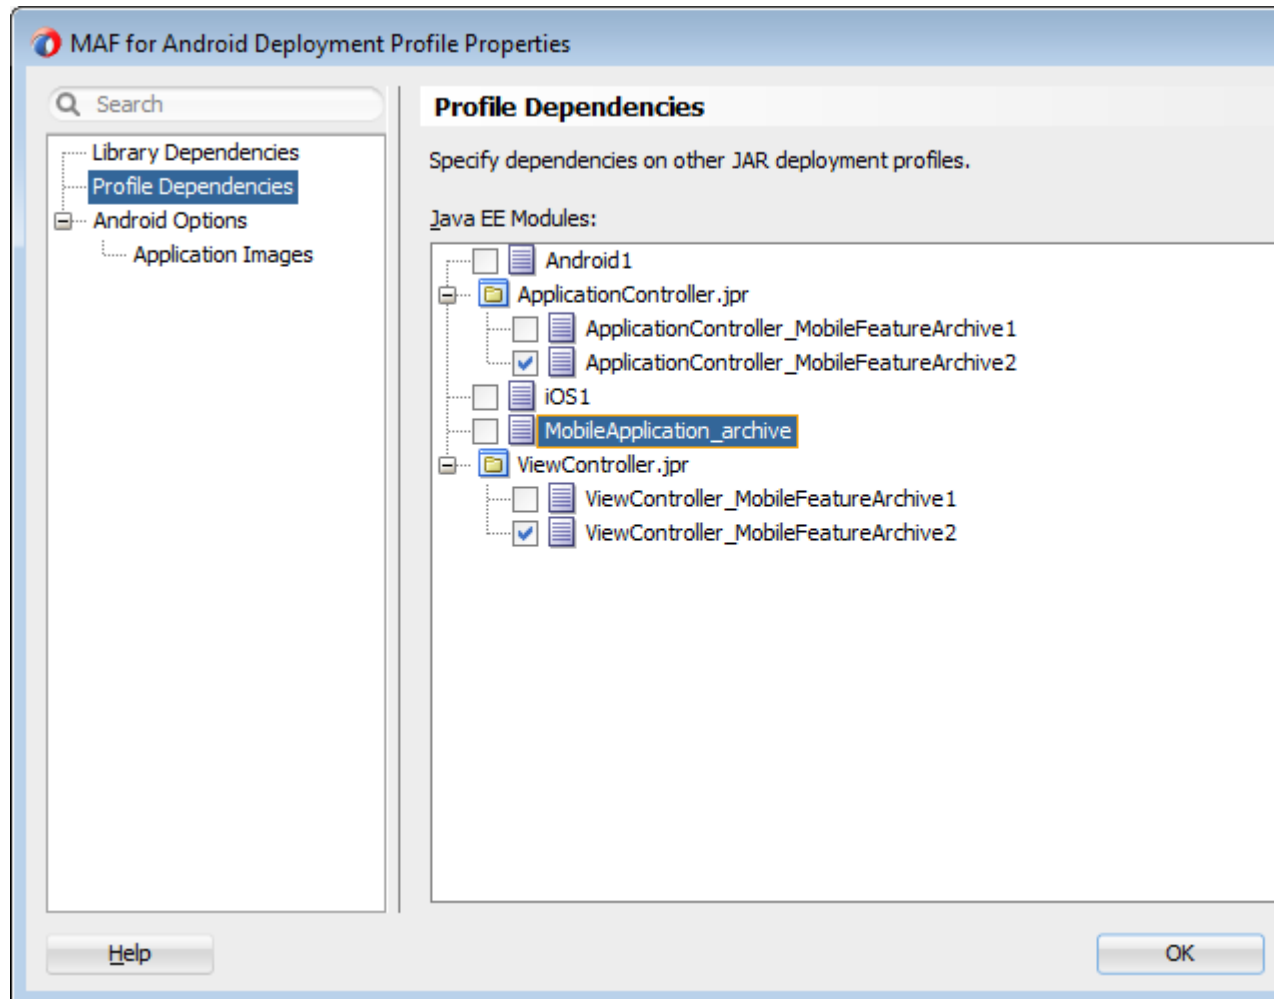 MAF for Android Deployment Profile Properties
Search
Library Dependencies
Profile Dependencies
Android Options
Application Images
Profile Dependencies
Specify dependencies on other JAR deployment profiles.
Java EE Modules:
Android1
ApplicationController.jpr
ApplicationController_MobileFeatureArchive1
ApplicationController_MobileFeatureArchive2
iOS1
MobileApplication_archive
ViewController.jpr
ViewController_MobileFeatureArchive1
ViewController_MobileFeatureArchive2
Help
OK